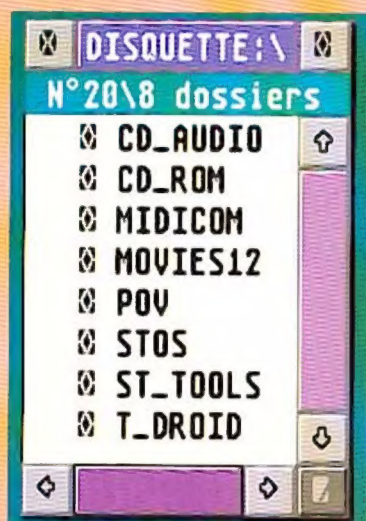 DISQUETTE:\
N°20\8 dossiers
CD_AUDIO
CD_ROM
MIDICOM
MOVIES12
POV
STOS
ST_TOOLS
T_DROID